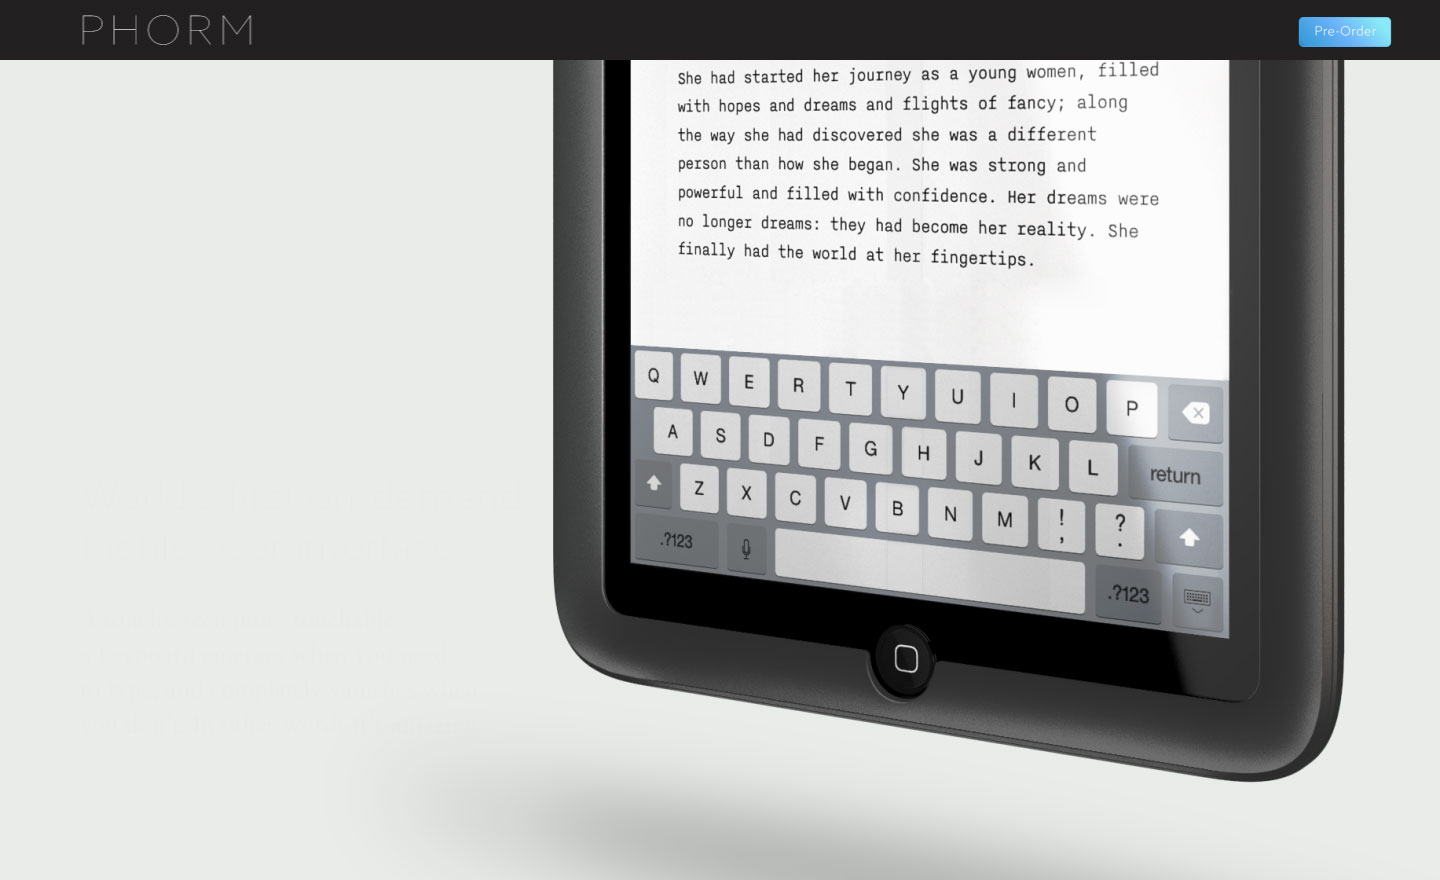 PHORM
Pre-Order
She had started her journey as a young women, filled
with hopes and dreams and flights of fancy; along
the way she had discovered she was a different
person than how she began. She was strong and
powerful and filled with confidence. Her dreams were
no longer dreams: they had become her reality. She
finally had the world at her fingertips.
Q W E R T Y U I O P
A S D F G H J K L return
Z X C V B N M ! , ? .
.?123 .?123